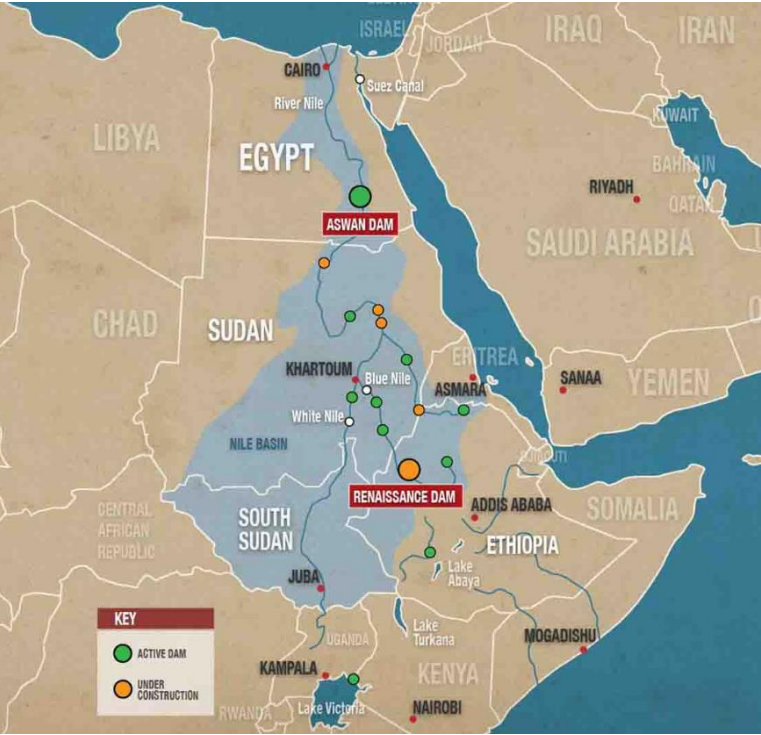 ISRAEL
JORDAN
IRAQ
IRAN
CAIRO
Suez Canal
River Nile
KUWAIT
LIBYA
EGYPT
BAHRAIN
RIYADH
QATAR
ASWAN DAM
SAUDI ARABIA
CHAD
SUDAN
ERITREA
KHARTOUM
Blue Nile
ASMARA
SANAA
YEMEN
White Nile
NILE BASIN
DJIBOUTI
RENAISSANCE DAM
ADDIS ABABA
SOMALIA
CENTRAL
AFRICAN
REPUBLIC
SOUTH
SUDAN
ETHIOPIA
Lake
Abaya
JUBA
KEY
ACTIVE DAM
UNDER
CONSTRUCTION
Lake
Turkana
UGANDA
MOGADISHU
KAMPALA
KENYA
RWANDA
Lake Victoria
NAIROBI